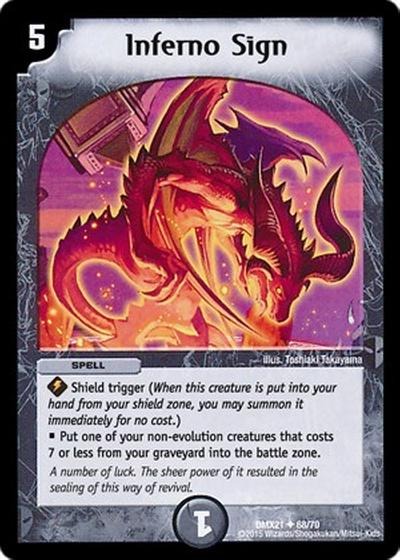 5
Inferno Sign
illus. Toshiaki Takayama
SPELL
Shield trigger (When this creature is put into your
hand from your shield zone, you may summon it
immediately for no cost.)
▪ Put one of your non-evolution creatures that costs
7 or less from your graveyard into the battle zone.
A number of luck. The sheer power of it resulted in the
sealing of this way of revival.
DMX21 ♦ 68/70
©2015 Wizards/Shogakukan/Mitsui-Kids